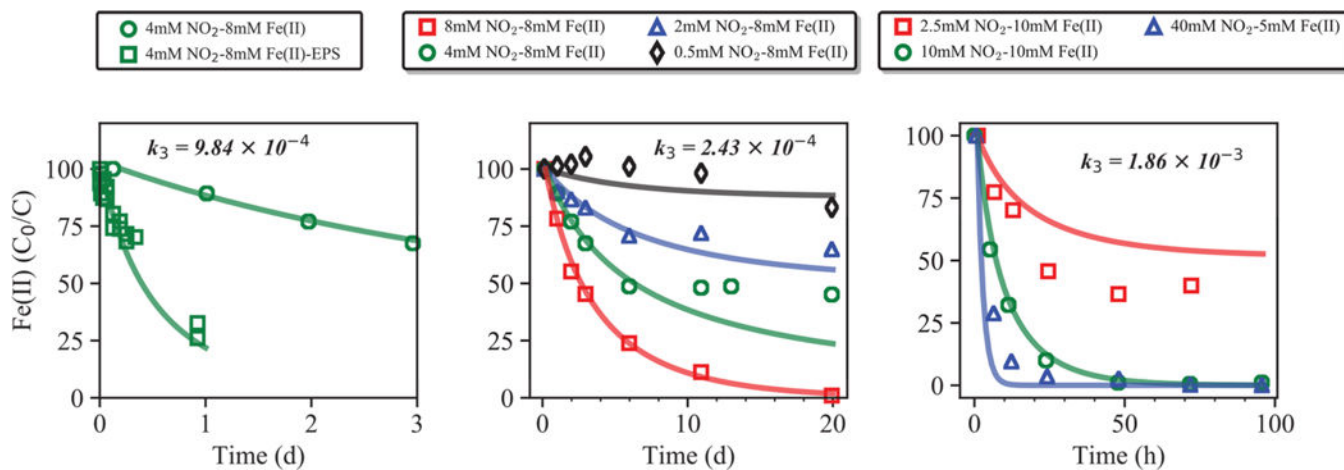 4mM NO₂-8mM Fe(II)
4mM NO₂-8mM Fe(II)-EPS
8mM NO₂-8mM Fe(II)
2mM NO₂-8mM Fe(II)
4mM NO₂-8mM Fe(II)
0.5mM NO₂-8mM Fe(II)
2.5mM NO₂-10mM Fe(II)
40mM NO₂-5mM Fe(II)
10mM NO₂-10mM Fe(II)
Fe(II) (C₀/C)
k₃ = 9.84 × 10⁻⁴
100
75
50
25
0
0 1 2 3
Time (d)
k₃ = 2.43 × 10⁻⁴
100
75
50
25
0
0 10 20
Time (d)
k₃ = 1.86 × 10⁻³
100
75
50
25
0
0 50 100
Time (h)